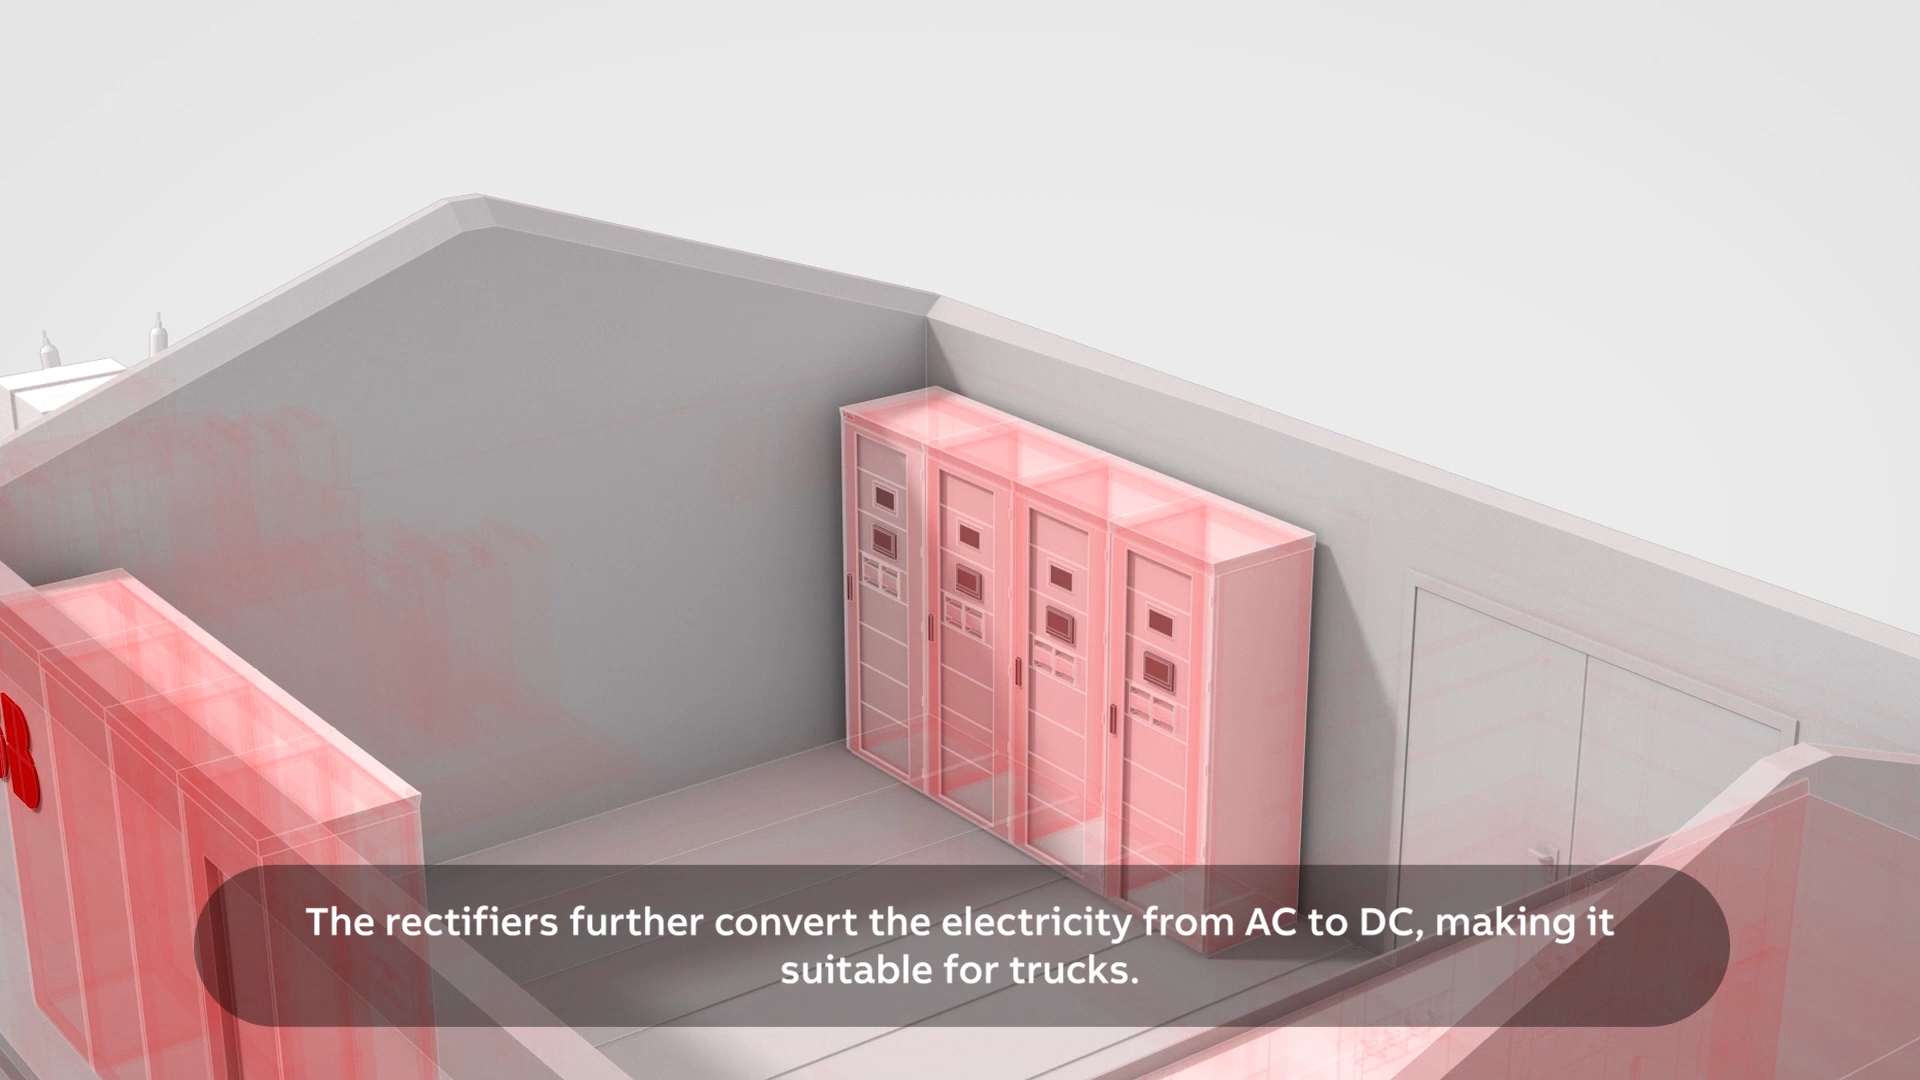 The rectifiers further convert the electricity from AC to DC, making it
suitable for trucks.